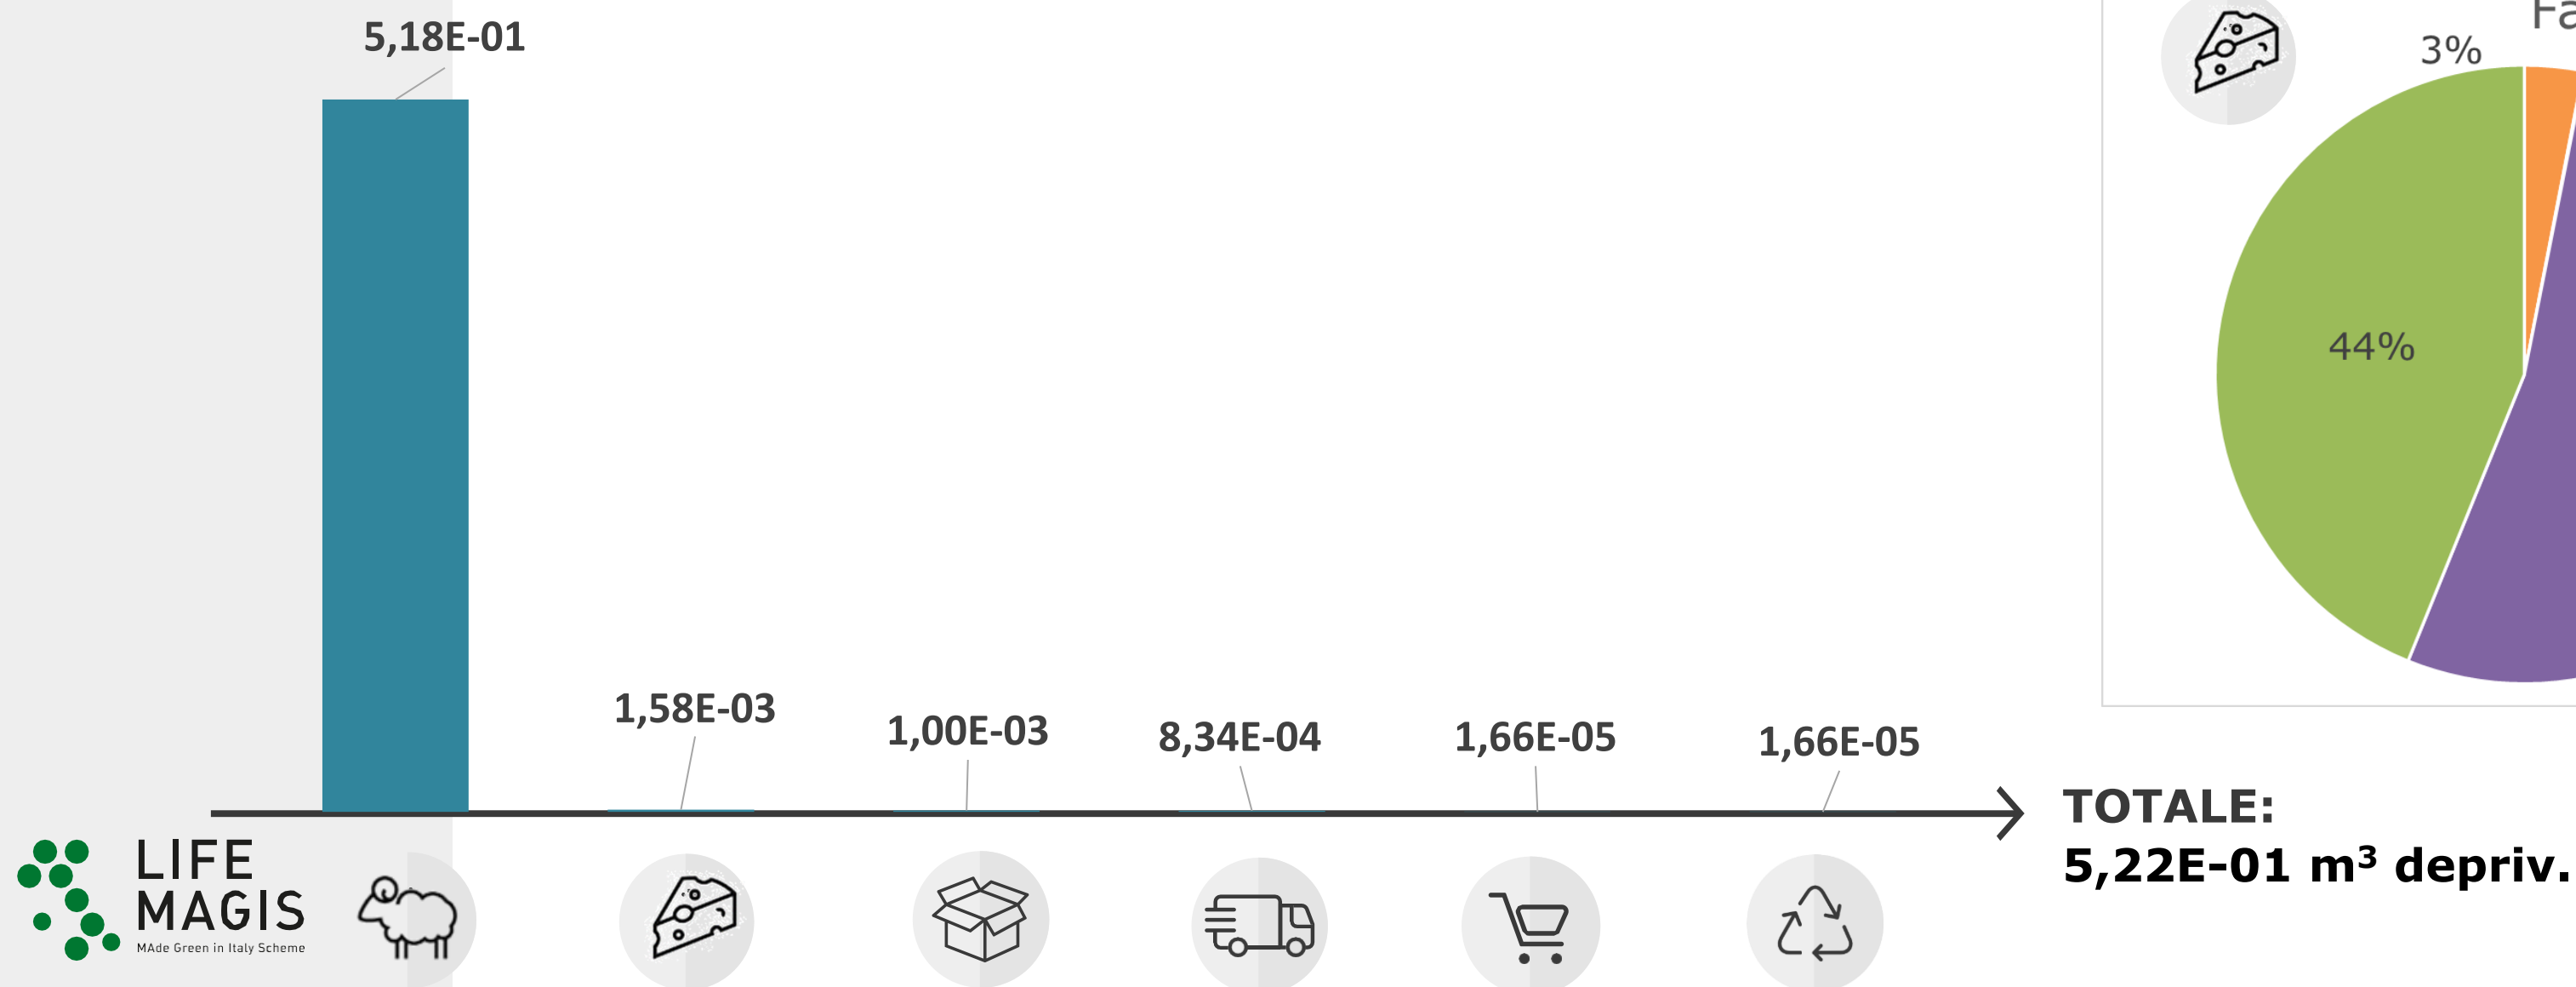 5,18E-01
Fa
3%
44%
1,58E-03
1,00E-03
8,34E-04
1,66E-05
1,66E-05
TOTALE:
5,22E-01 m³ depriv.
LIFE
MAGIS
MAde Green in Italy Scheme